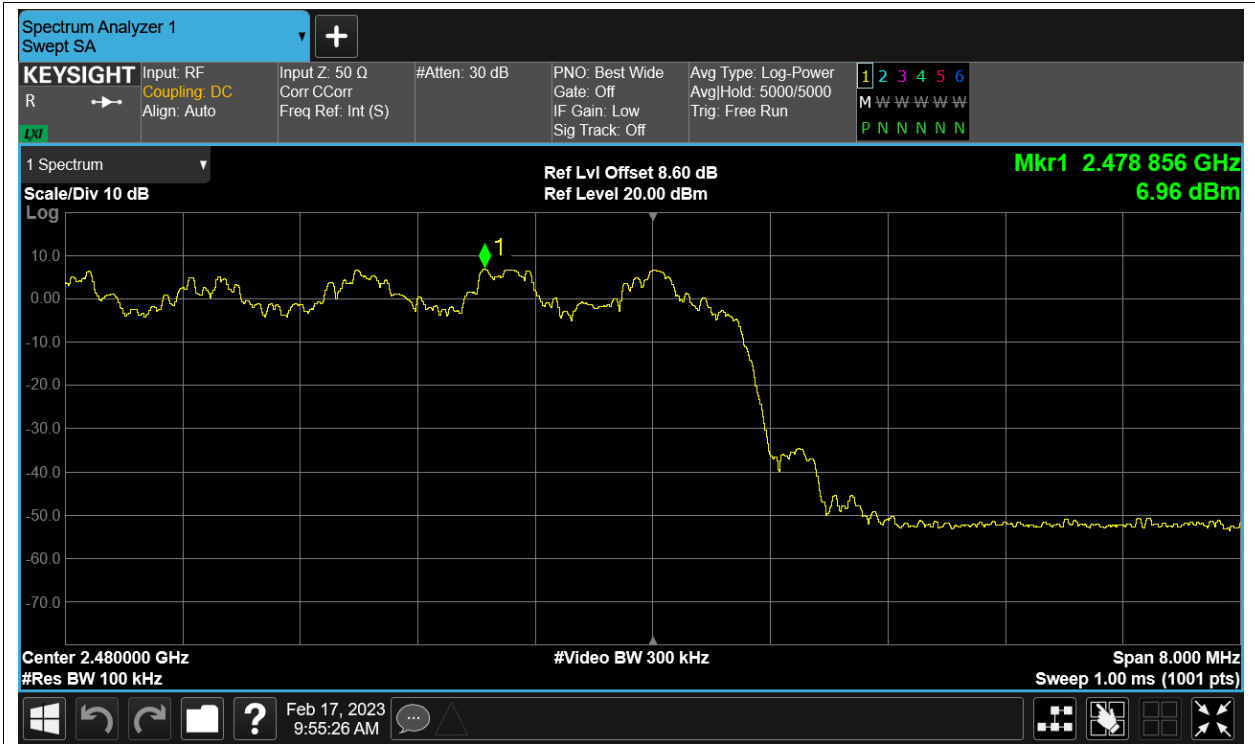 Spectrum Analyzer 1
Swept SA
+
KEYSIGHT
R
LXI
Input: RF
Coupling: DC
Align: Auto
Input Z: 50 Ω
Corr CCorr
Freq Ref: Int (S)
#Atten: 30 dB
PNO: Best Wide
Gate: Off
IF Gain: Low
Sig Track: Off
Avg Type: Log-Power
Avg|Hold: 5000/5000
Trig: Free Run
1 2 3 4 5 6
M W W W W W
P N N N N N
1 Spectrum
Scale/Div 10 dB
Log
Ref Lvl Offset 8.60 dB
Ref Level 20.00 dBm
Mkr1 2.478 856 GHz
6.96 dBm
1
10.0
0.00
-10.0
-20.0
-30.0
-40.0
-50.0
-60.0
-70.0
Center 2.480000 GHz
#Res BW 100 kHz
#Video BW 300 kHz
Span 8.000 MHz
Sweep 1.00 ms (1001 pts)
?
Feb 17, 2023
9:55:26 AM